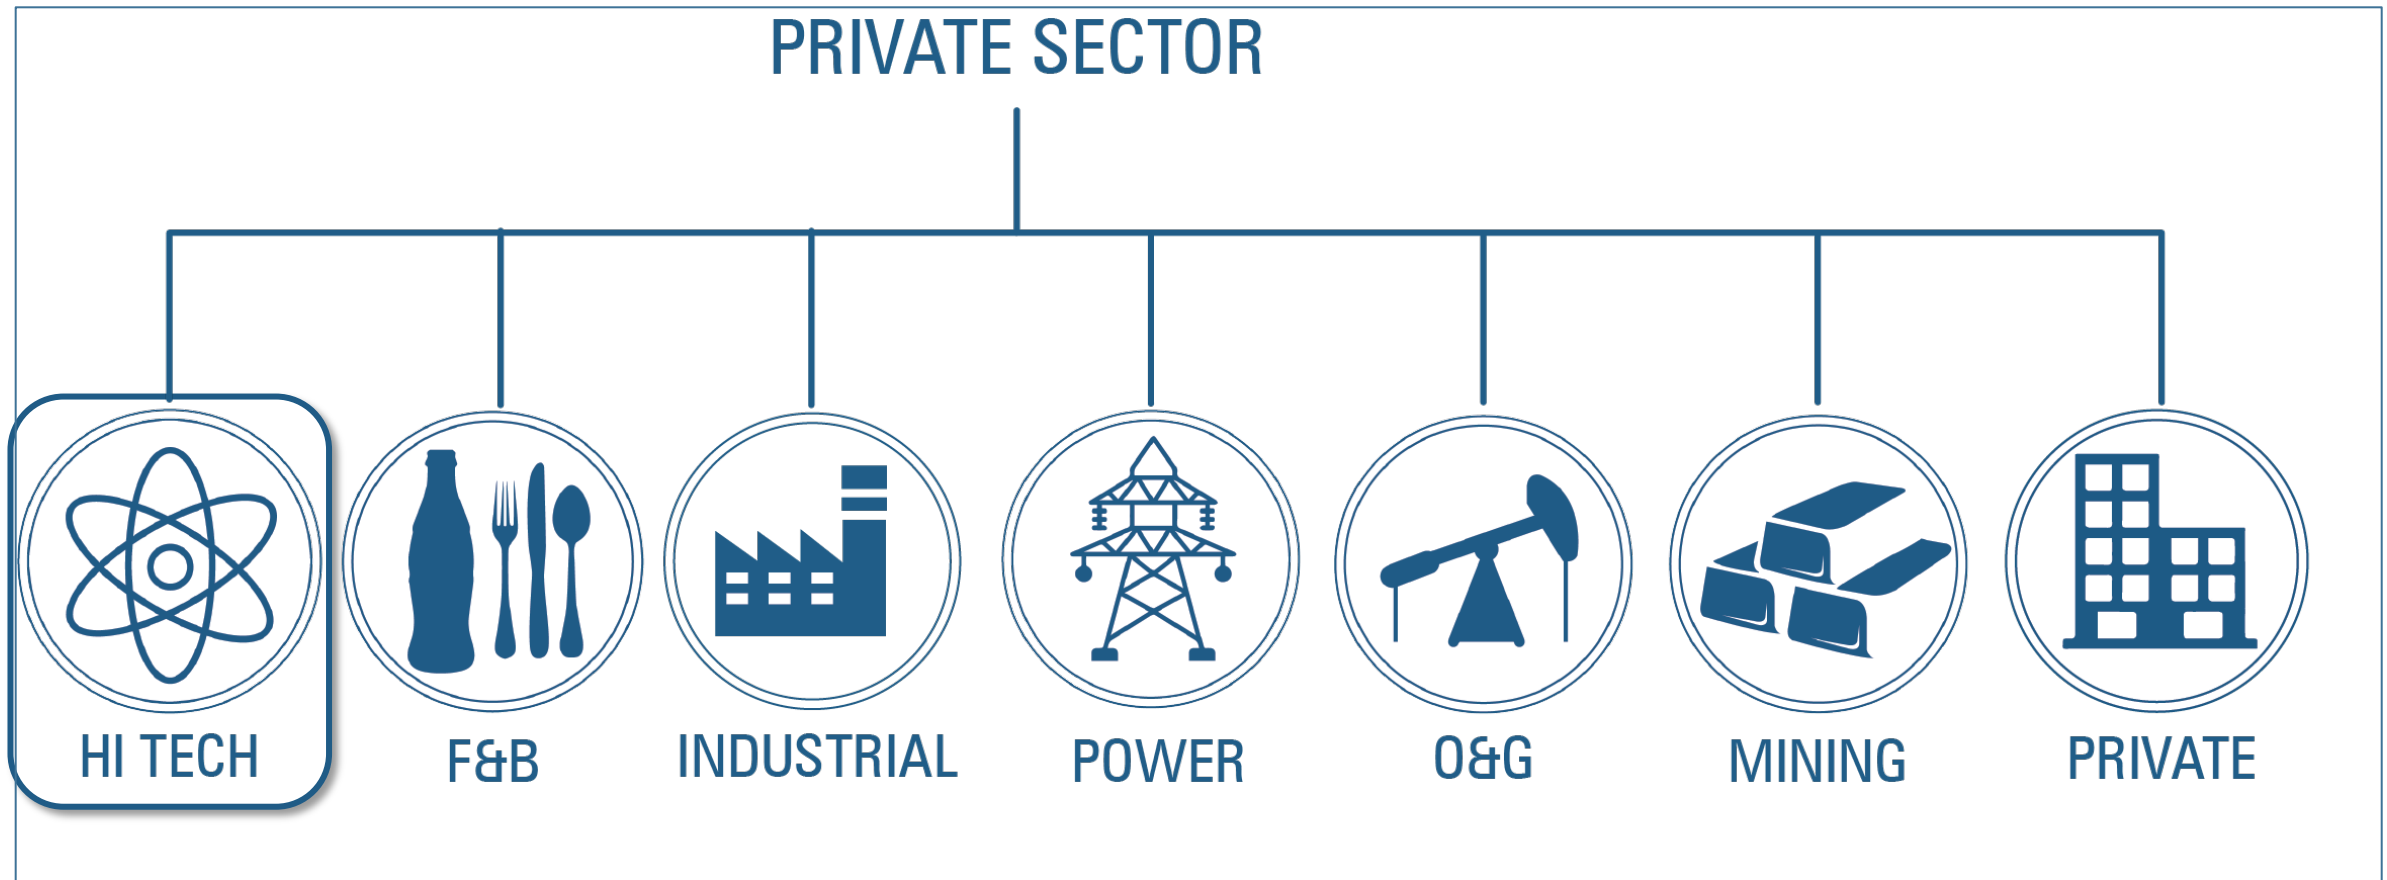 PRIVATE SECTOR
HI TECH
F&B
INDUSTRIAL
POWER
O&G
MINING
PRIVATE